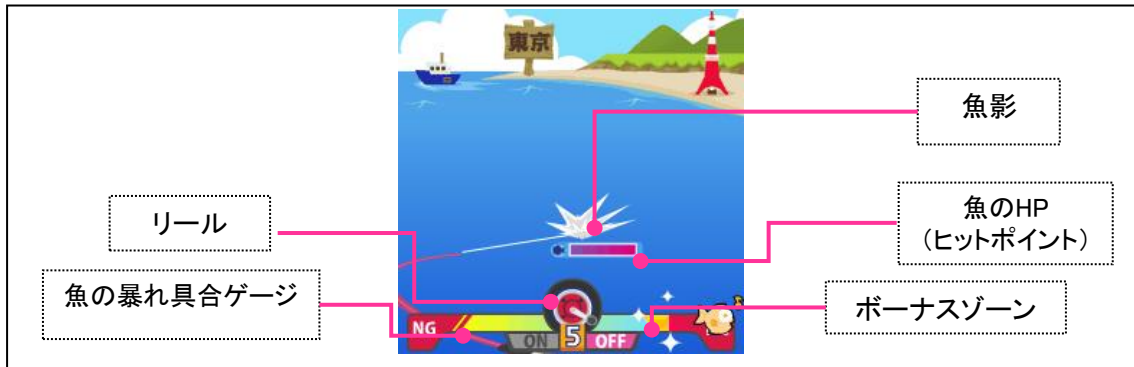 東京
魚影
リール
魚のHP
(ヒットポイント)
魚の暴れ具合ゲージ
ボーナスゾーン
NG
ON 5 OFF